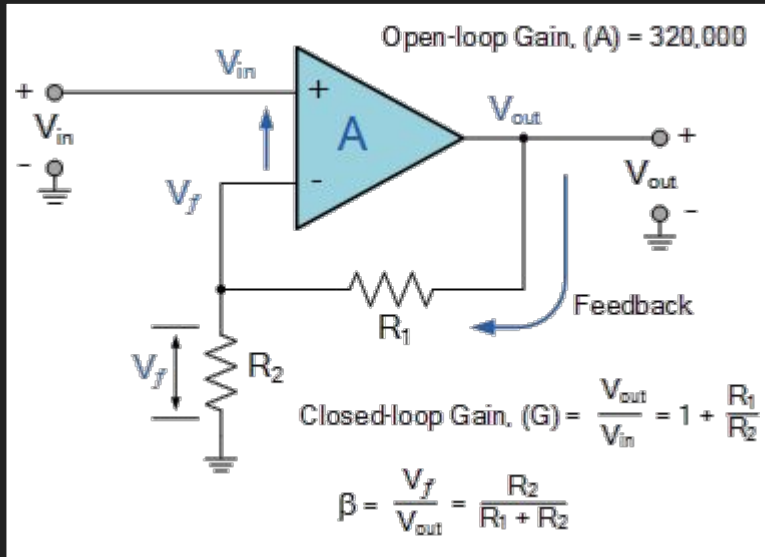 Open-loop Gain, (A) = 320,000
Vin
+
Vin
-
+
A
-
Vf
Vout
+
Vout
-
R1
Feedback
Vf
R2
Closed-loop Gain, (G) = Vout / Vin = 1 + R1 / R2
β = Vf / Vout = R2 / R1 + R2